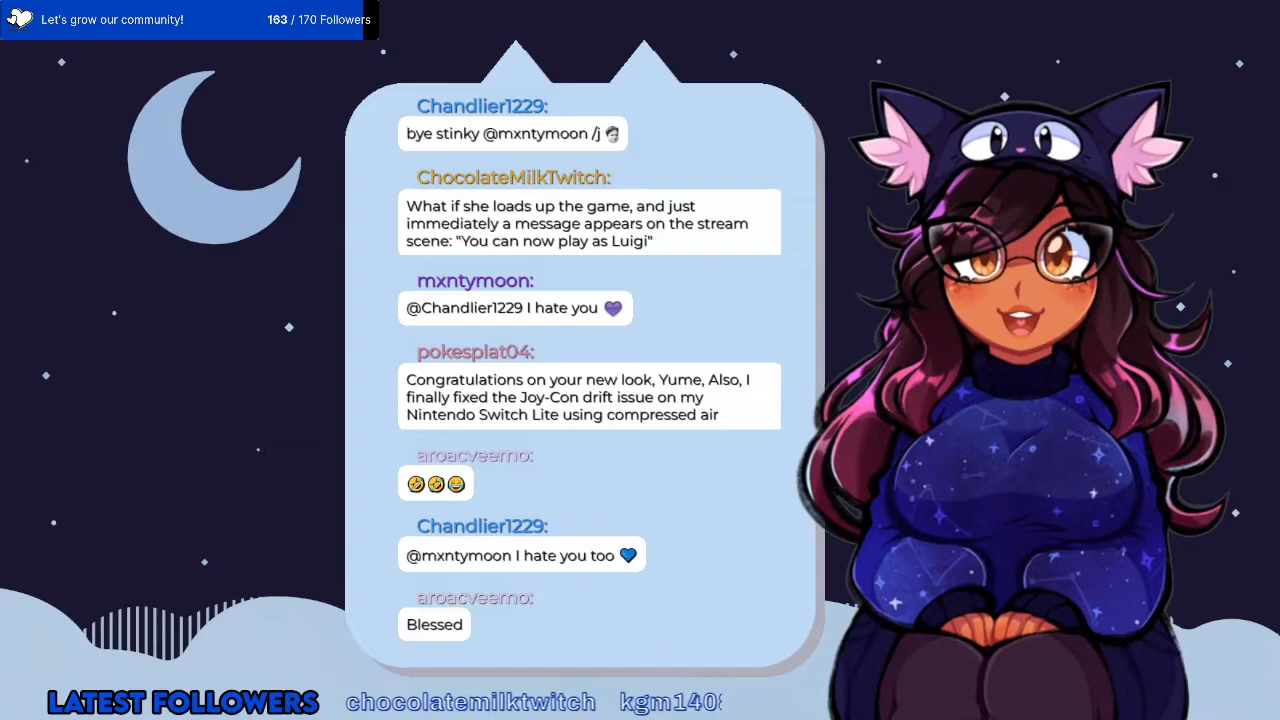 Let's grow our community!
163 / 170 Followers
Chandlier1229:
bye stinky @mxntymoon /j
ChocolateMilkTwitch:
What if she loads up the game, and just
immediately a message appears on the stream
scene: "You can now play as Luigi"
mxntymoon:
@Chandlier1229 I hate you 💜
pokesplat04:
Congratulations on your new look, Yume, Also, I
finally fixed the Joy-Con drift issue on my
Nintendo Switch Lite using compressed air
aroacveemo:
🤣🤣😂
Chandlier1229:
@mxntymoon I hate you too 💙
aroacveemo:
Blessed
LATEST FOLLOWERS
chocolatemilktwitch kgm140